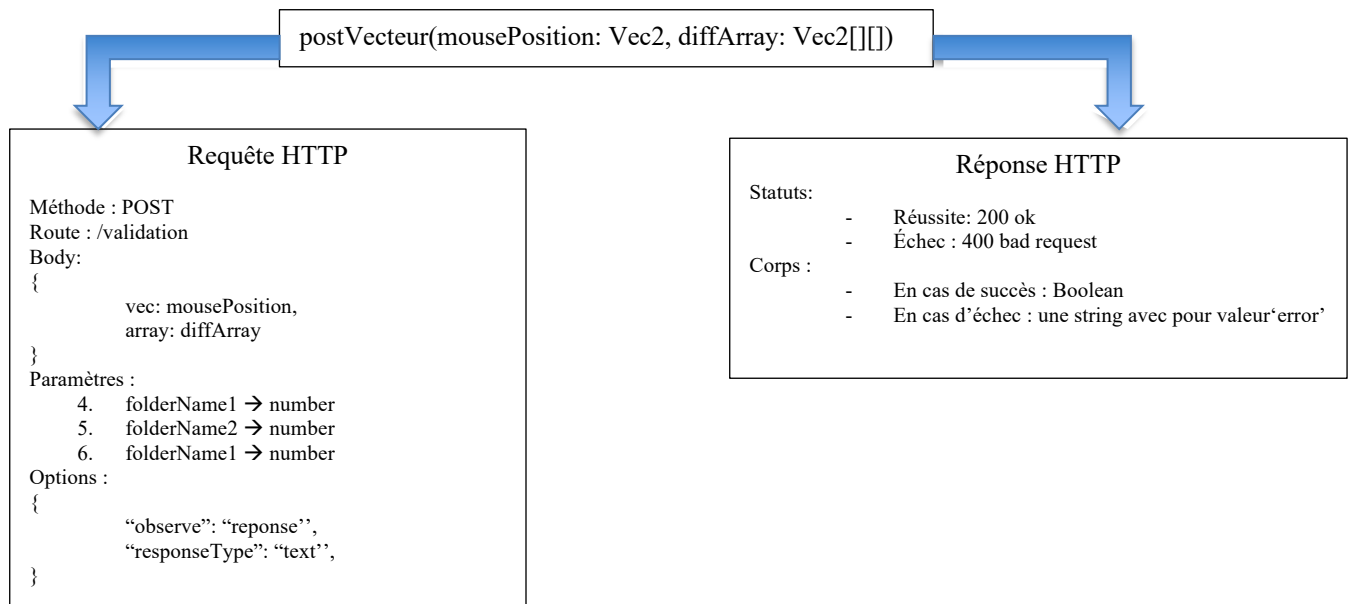 postVecteur(mousePosition: Vec2, diffArray: Vec2[][])
Requête HTTP
Méthode : POST
Route : /validation
Body:
{
vec: mousePosition,
array: diffArray
}
Paramètres :
4. folderName1 → number
5. folderName2 → number
6. folderName1 → number
Options :
{
“observe”: “reponse’’,
“responseType”: “text’’,
}
Réponse HTTP
Statuts:
- Réussite: 200 ok
- Échec : 400 bad request
Corps :
- En cas de succès : Boolean
- En cas d’échec : une string avec pour valeur‘error’